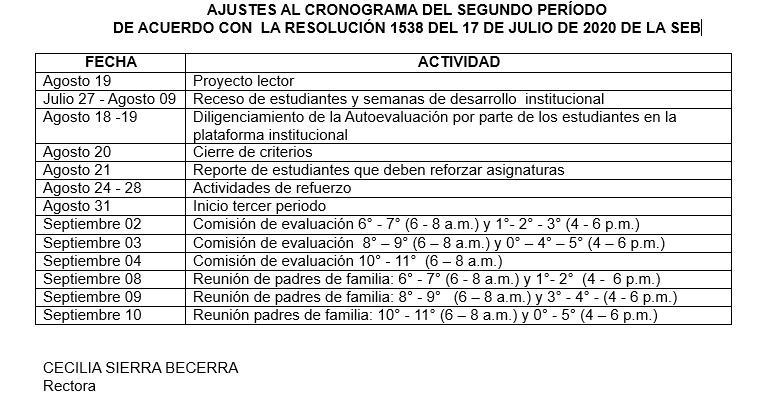 AJUSTES AL CRONOGRAMA DEL SEGUNDO PERÍODO
DE ACUERDO CON LA RESOLUCIÓN 1538 DEL 17 DE JULIO DE 2020 DE LA SEB
FECHA ACTIVIDAD
Agosto 19 Proyecto lector
Julio 27 - Agosto 09 Receso de estudiantes y semanas de desarrollo institucional
Agosto 18 -19 Diligenciamiento de la Autoevaluación por parte de los estudiantes en la
plataforma institucional
Agosto 20 Cierre de criterios
Agosto 21 Reporte de estudiantes que deben reforzar asignaturas
Agosto 24 - 28 Actividades de refuerzo
Agosto 31 Inicio tercer periodo
Septiembre 02 Comisión de evaluación 6° - 7° (6 - 8 a.m.) y 1°- 2° - 3° (4 - 6 p.m.)
Septiembre 03 Comisión de evaluación 8° – 9° (6 – 8 a.m.) y 0° – 4° – 5° (4 – 6 p.m.)
Septiembre 04 Comisión de evaluación 10° - 11° (6 – 8 a.m.)
Septiembre 08 Reunión de padres de familia: 6° - 7° (6 - 8 a.m.) y 1°- 2° (4 - 6 p.m.)
Septiembre 09 Reunión de padres de familia: 8° - 9° (6 – 8 a.m.) y 3° - 4° - (4 - 6 p.m.)
Septiembre 10 Reunión padres de familia: 10° - 11° (6 – 8 a.m.) y 0° - 5° (4 – 6 p.m.)
CECILIA SIERRA BECERRA
Rectora